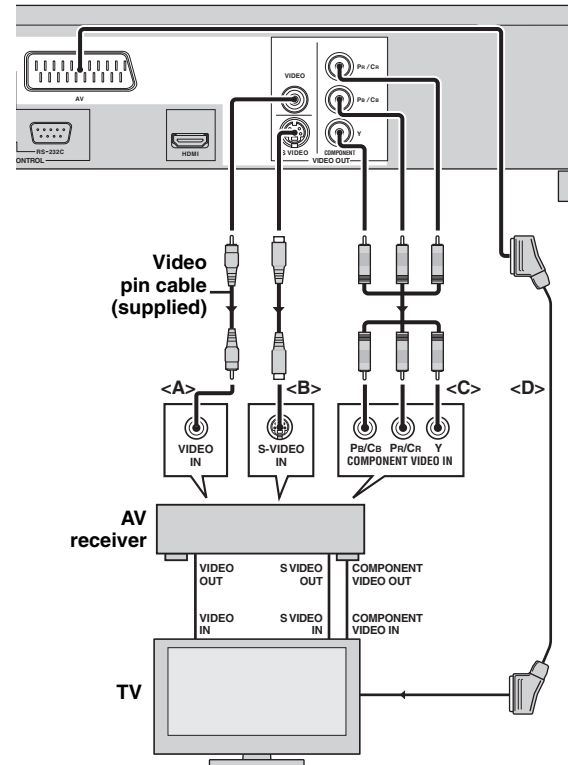 VIDEO
PR/CR
PB/CB
Y
AV
RS-232C
CONTROL
HDMI
S VIDEO
COMPONENT
VIDEO OUT
Video
pin cable
(supplied)
<A>
<B>
<C>
<D>
VIDEO
IN
S-VIDEO
IN
PB/CB PR/CR Y
COMPONENT VIDEO IN
AV
receiver
VIDEO
OUT
S VIDEO
OUT
COMPONENT
VIDEO OUT
VIDEO
IN
S VIDEO
IN
COMPONENT
VIDEO IN
TV